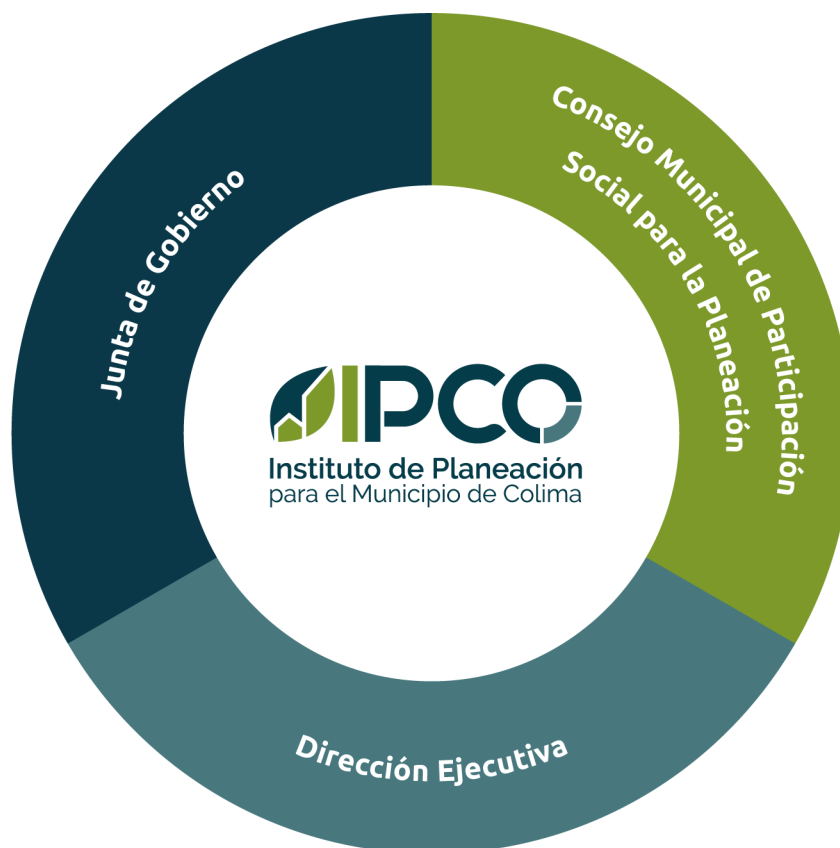 Junta de Gobierno
Consejo Municipal de Participación
Social para la Planeación
IPCO
Instituto de Planeación
para el Municipio de Colima
Dirección Ejecutiva